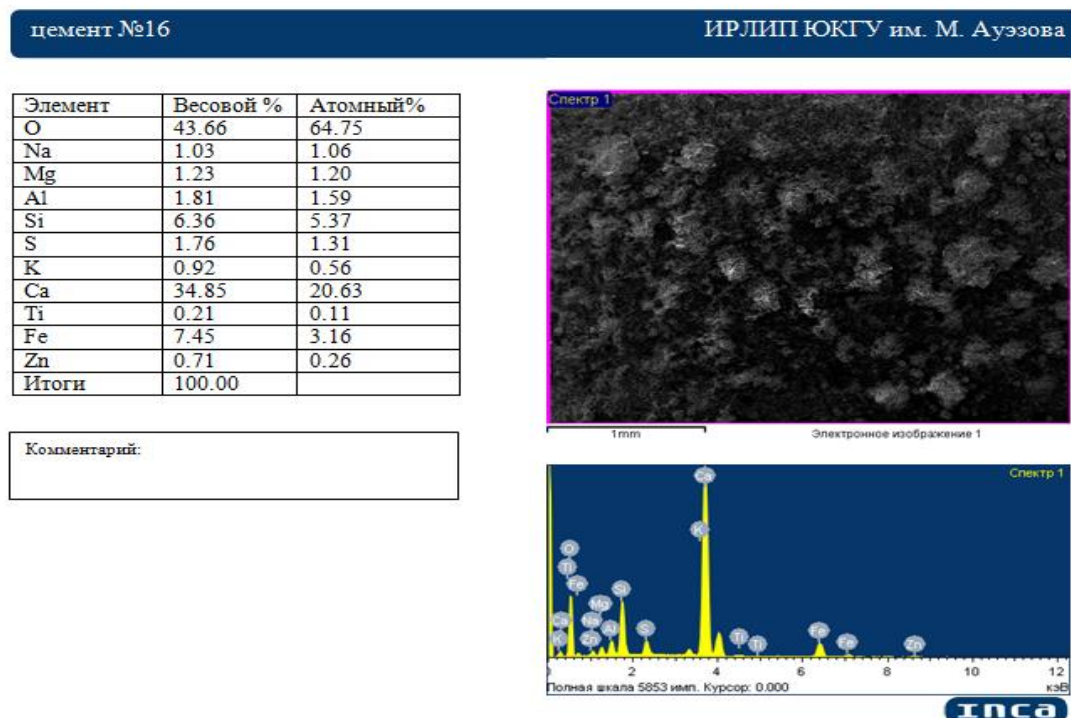 цемент №16
ИРЛИП ЮКГУ им. М. Ауэзова
Элемент Весовой % Атомный%
O 43.66 64.75
Na 1.03 1.06
Mg 1.23 1.20
Al 1.81 1.59
Si 6.36 5.37
S 1.76 1.31
K 0.92 0.56
Ca 34.85 20.63
Ti 0.21 0.11
Fe 7.45 3.16
Zn 0.71 0.26
Итоги 100.00
Комментарий:
Спектр 1
1mm Электронное изображение 1
Спектр 1
Ca
K
O
Ti
Fe
Si
Mg
Ca Na Al S Ti Fe
K Zn Ti Fe Zn
0 2 4 6 8 10 12
Полная шкала 5853 имп. Курсор: 0.000 кэВ
INCA